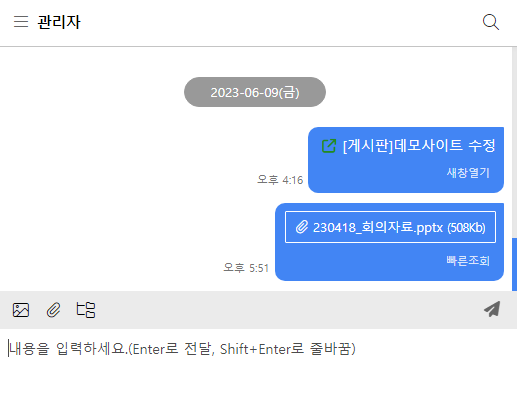 관리자
2023-06-09(금)
[게시판]데모사이트 수정
새창열기
오후 4:16
230418_회의자료.pptx (508Kb)
빠른조회
오후 5:51
내용을 입력하세요.(Enter로 전달, Shift+Enter로 줄바꿈)